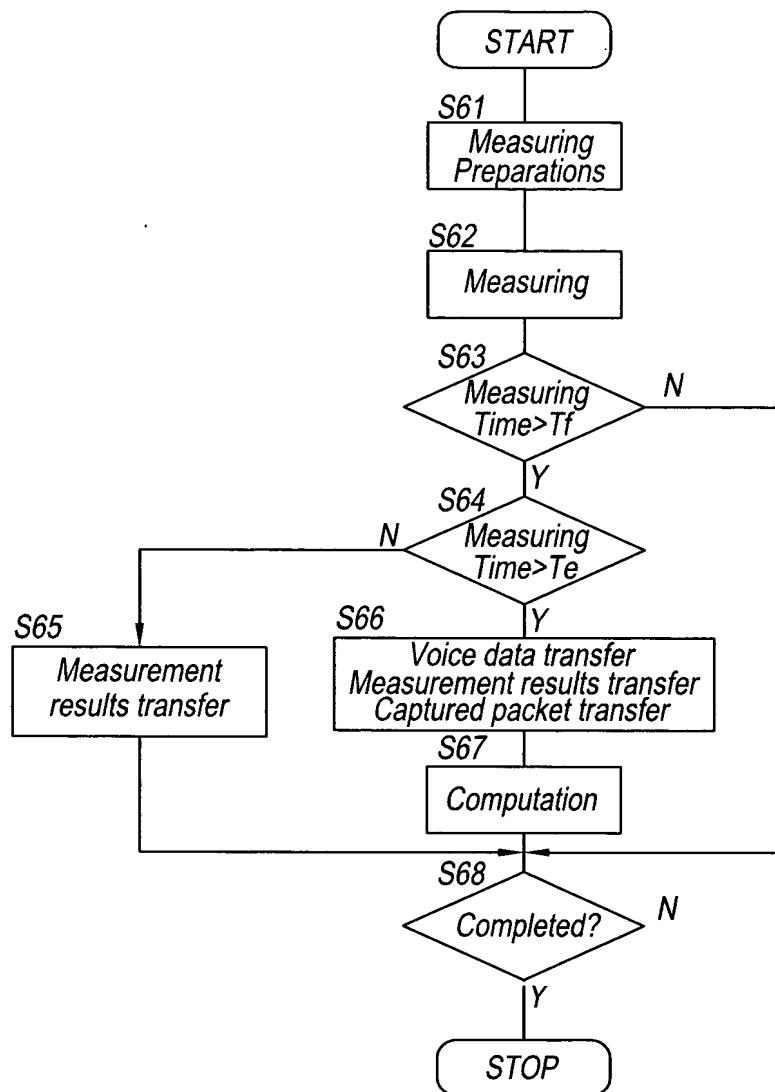 START
S61
Measuring
Preparations
S62
Measuring
S63
Measuring
Time>Tf
N
Y
S64
Measuring
Time>Te
N
Y
S65
Measurement
results transfer
S66
Voice data transfer
Measurement results transfer
Captured packet transfer
S67
Computation
S68
Completed?
N
Y
STOP